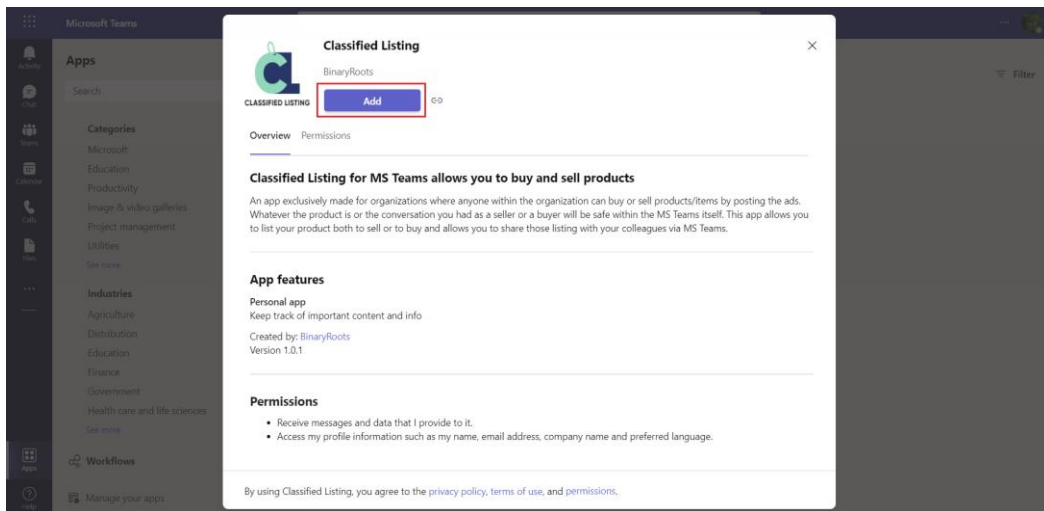 Microsoft Teams
Activity
Chat
Teams
Calendar
Calls
Files
Apps
Help
Apps
Search
Categories
Microsoft
Education
Productivity
Image & video galleries
Project management
Utilities
See more
Industries
Agriculture
Distribution
Education
Finance
Government
Health care and life sciences
See more
Workflows
Manage your apps
Filter
CL
CLASSIFIED LISTING
Classified Listing
BinaryRoots
Add
Overview Permissions
Classified Listing for MS Teams allows you to buy and sell products
An app exclusively made for organizations where anyone within the organization can buy or sell products/items by posting the ads.
Whatever the product is or the conversation you had as a seller or a buyer will be safe within the MS Teams itself. This app allows you
to list your product both to sell or to buy and allows you to share those listing with your colleagues via MS Teams.
App features
Personal app
Keep track of important content and info
Created by: BinaryRoots
Version 1.0.1
Permissions
• Receive messages and data that I provide to it.
• Access my profile information such as my name, email address, company name and preferred language.
By using Classified Listing, you agree to the privacy policy, terms of use, and permissions.